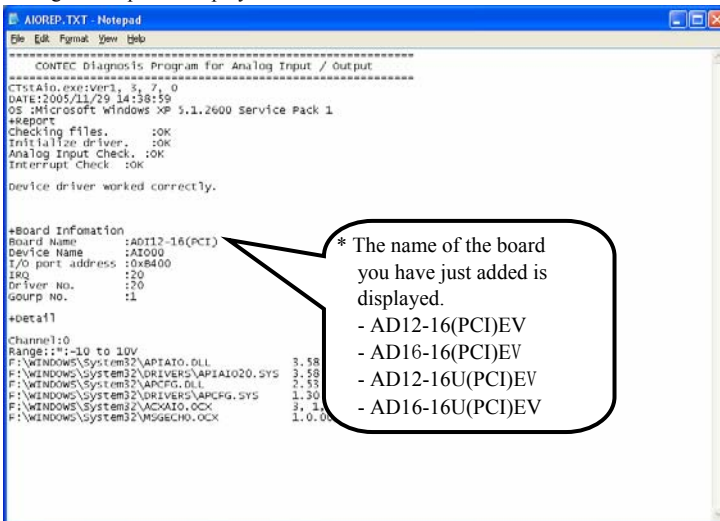 AIOREP.TXT - Notepad
File Edit Format View Help
==========================================================
CONTEC Diagnosis Program for Analog Input / Output
==========================================================
CTstAio.exe:Ver1, 3, 7, 0
DATE:2005/11/29 14:38:59
OS :Microsoft Windows XP 5.1.2600 Service Pack 1
+Report
Checking files. :OK
Initialize driver. :OK
Analog Input Check. :OK
Interrupt Check :OK
Device driver worked correctly.
+Board Infomation
Board Name :ADI12-16(PCI)
Device Name :AIO00
I/O port address :0xB400
IRQ :20
Driver No. :20
Gourp No. :1
+Detail
Channel:0
Range::":-10 to 10V
F:\WINDOWS\System32\APIAIO.DLL 3.58
F:\WINDOWS\System32\DRIVERS\APIAIO20.SYS 3.58
F:\WINDOWS\System32\APCFG.DLL 2.53
F:\WINDOWS\System32\DRIVERS\APCFG.SYS 1.30
F:\WINDOWS\System32\ACXAIO.OCX 3, 1,
F:\WINDOWS\System32\MSGECHO.OCX 1.0.0
* The name of the board
you have just added is
displayed.
- AD12-16(PCI)EV
- AD16-16(PCI)EV
- AD12-16U(PCI)EV
- AD16-16U(PCI)EV